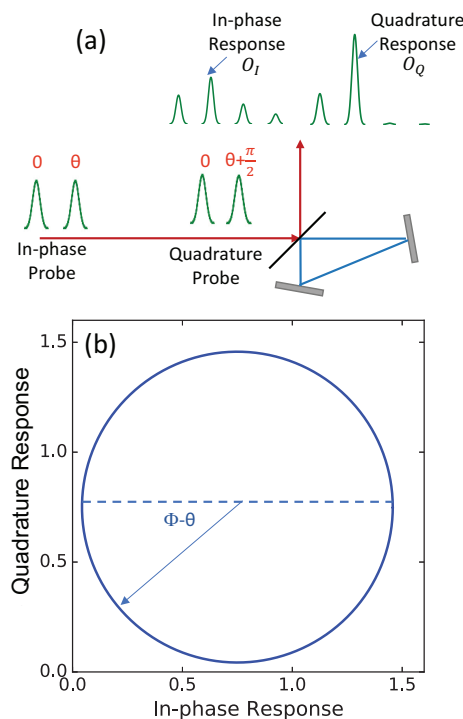 (a)
In-phase
Response
O_I
Quadrature
Response
O_Q
0 θ
0 θ+π/2
In-phase
Probe
Quadrature
Probe
(b)
Quadrature Response
1.5
1.0
0.5
0.0
Φ-θ
0.0 0.5 1.0 1.5
In-phase Response